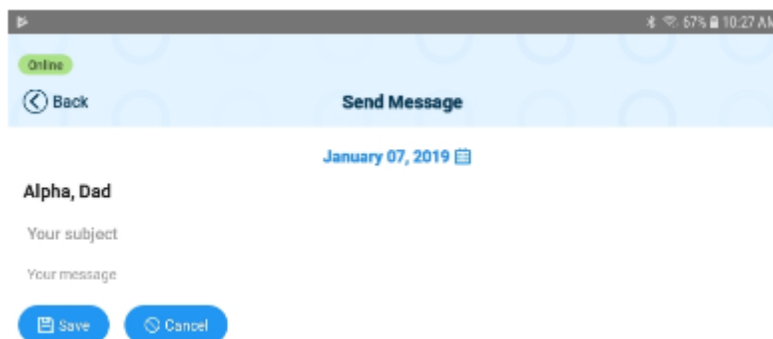 67% 10:27 AM
Online
Back Send Message
January 07, 2019
Alpha, Dad
Your subject
Your message
Save Cancel